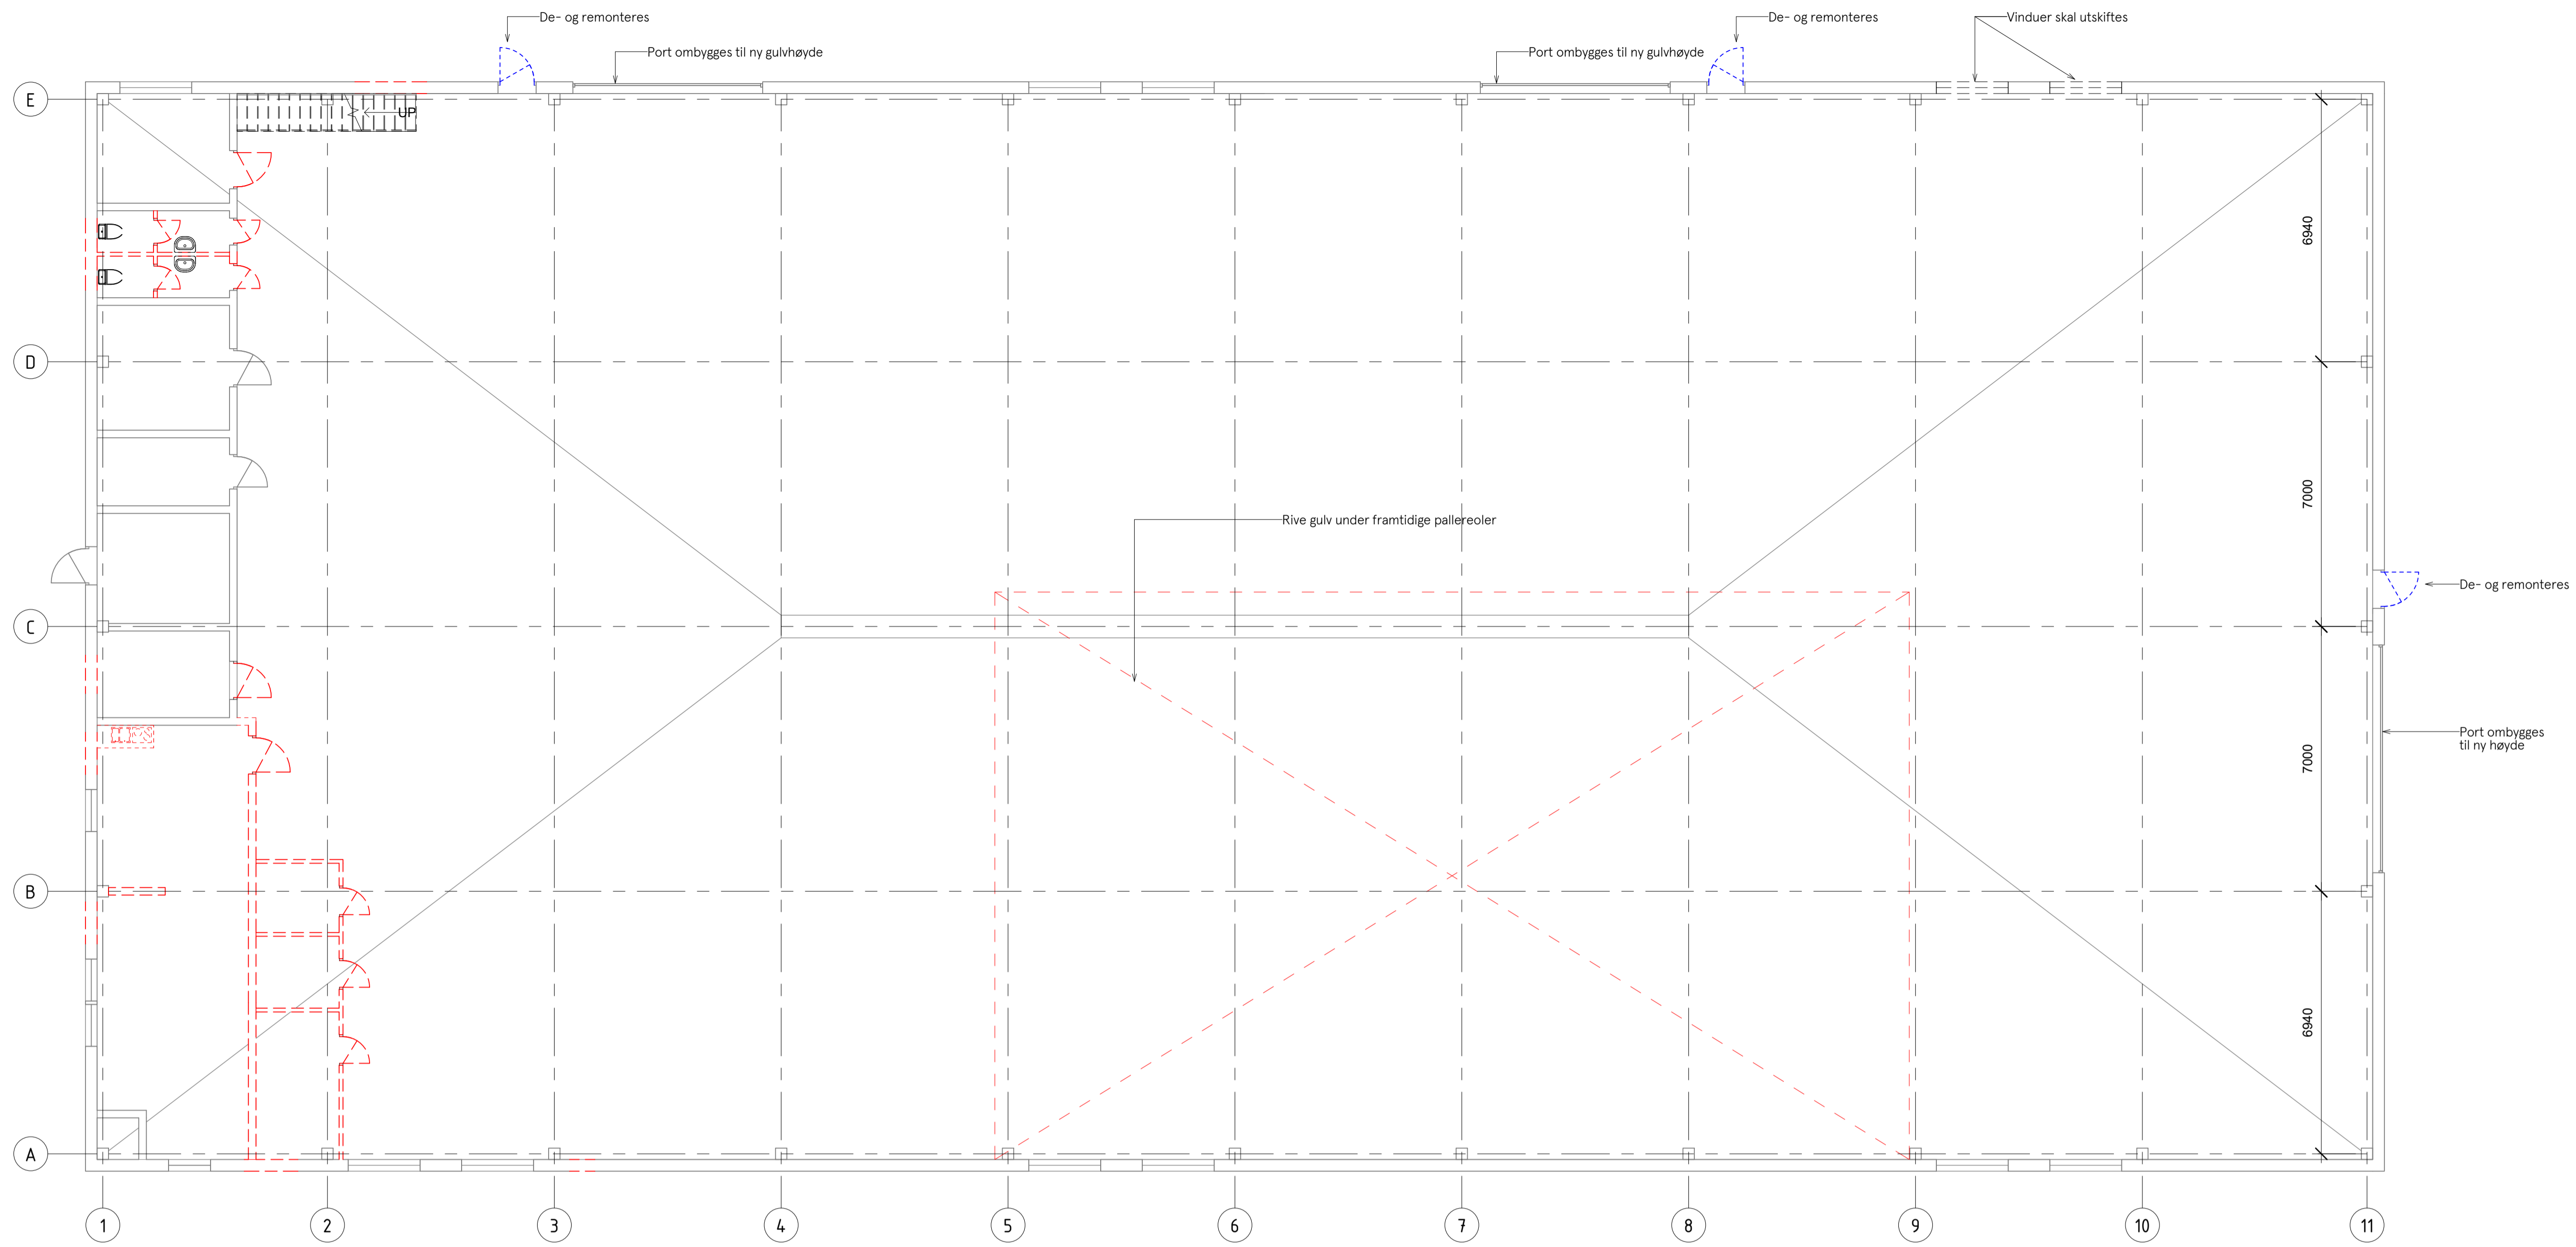 De- og remonteres
De- og remonteres
Vinduer skal utskiftes
Port ombygges til ny gulvhøyde
Port ombygges til ny gulvhøyde
E
UP
6940
D
7000
Rive gulv under framtidige pallereoler
De- og remonteres
C
Port ombygges
til ny høyde
7000
B
6940
A
1
2
3
4
5
6
7
8
9
10
11